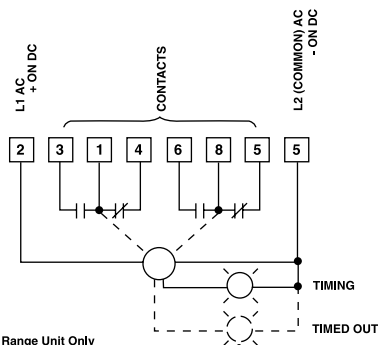 L1 AC
+ ON DC
CONTACTS
L2 (COMMON) AC
- ON DC
2 3 1 4 6 8 5 5
TIMING
TIMED OUT
Range Unit Only